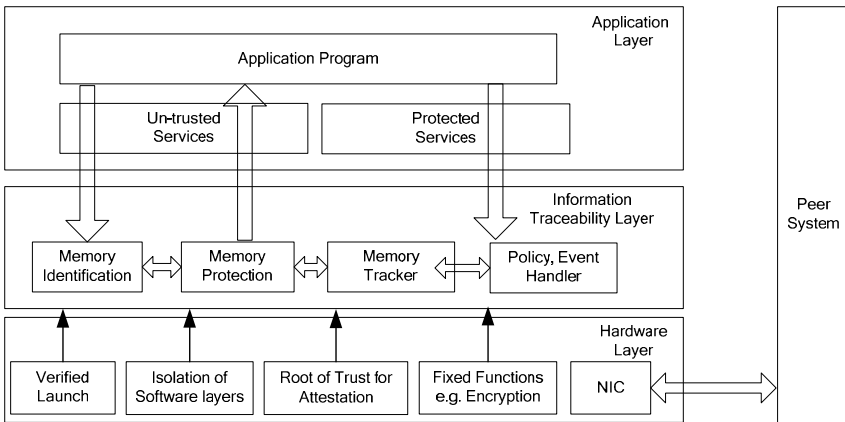 Application
Layer
Application Program
Un-trusted
Services
Protected
Services
Information
Traceability Layer
Memory
Identification
Memory
Protection
Memory
Tracker
Policy, Event
Handler
Hardware
Layer
Verified
Launch
Isolation of
Software layers
Root of Trust for
Attestation
Fixed Functions
e.g. Encryption
NIC
Peer
System